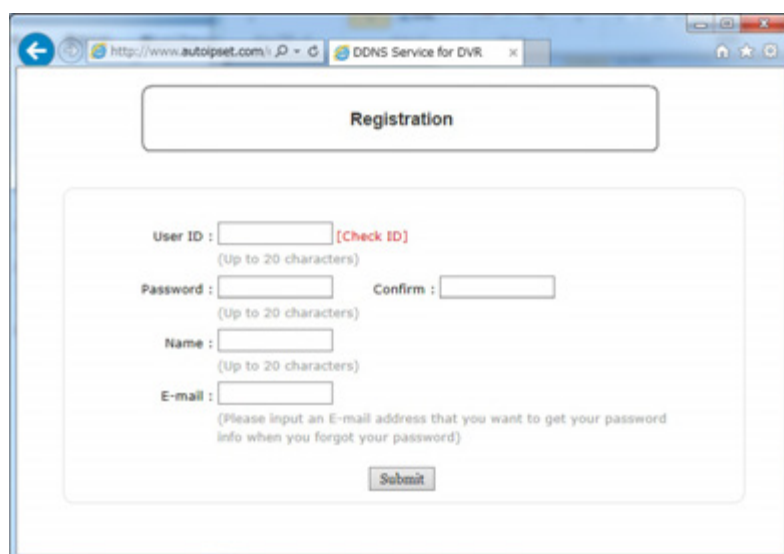 http://www.autoipset.com/
DDNS Service for DVR
Registration
User ID : [Check ID]
(Up to 20 characters)
Password : Confirm :
(Up to 20 characters)
Name :
(Up to 20 characters)
E-mail :
(Please input an E-mail address that you want to get your password
info when you forgot your password)
Submit